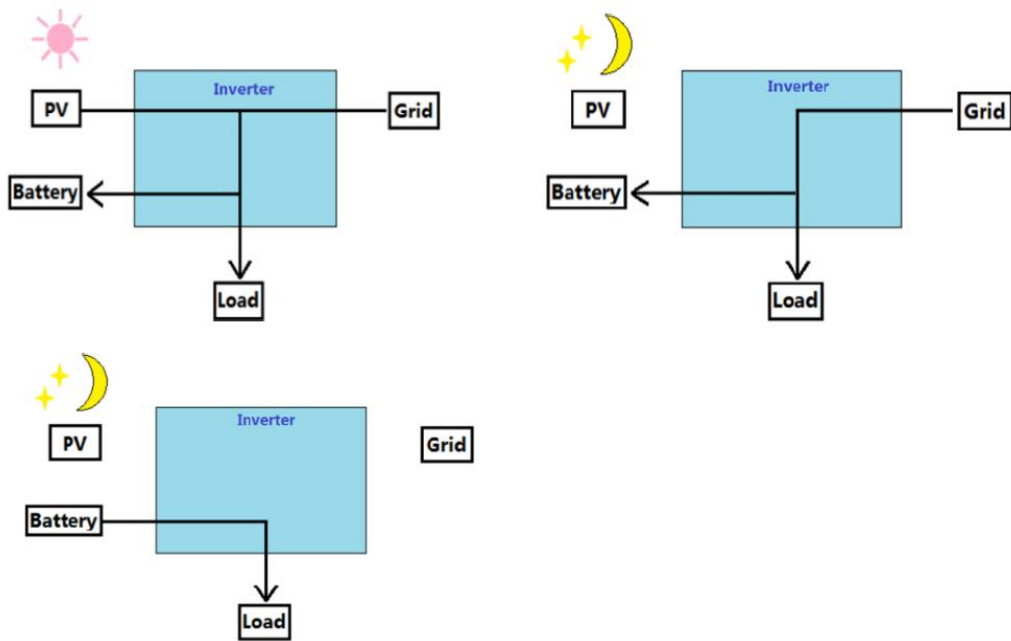 Inverter
PV
Grid
Battery
Load
Inverter
PV
Grid
Battery
Load
Inverter
PV
Grid
Battery
Load